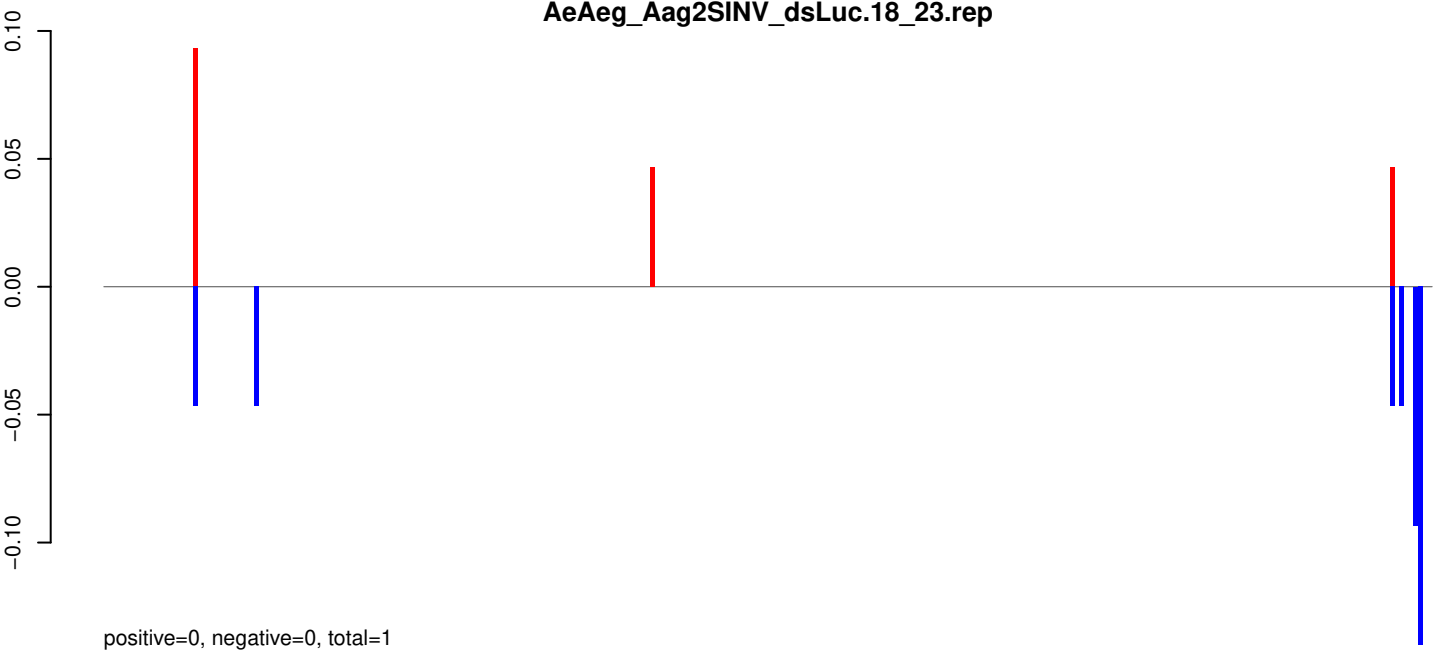 AeAeg_Aag2SINV_dsLuc.18_23.rep
0.10
0.05
0.00
−0.05
−0.10
positive=0, negative=0, total=1